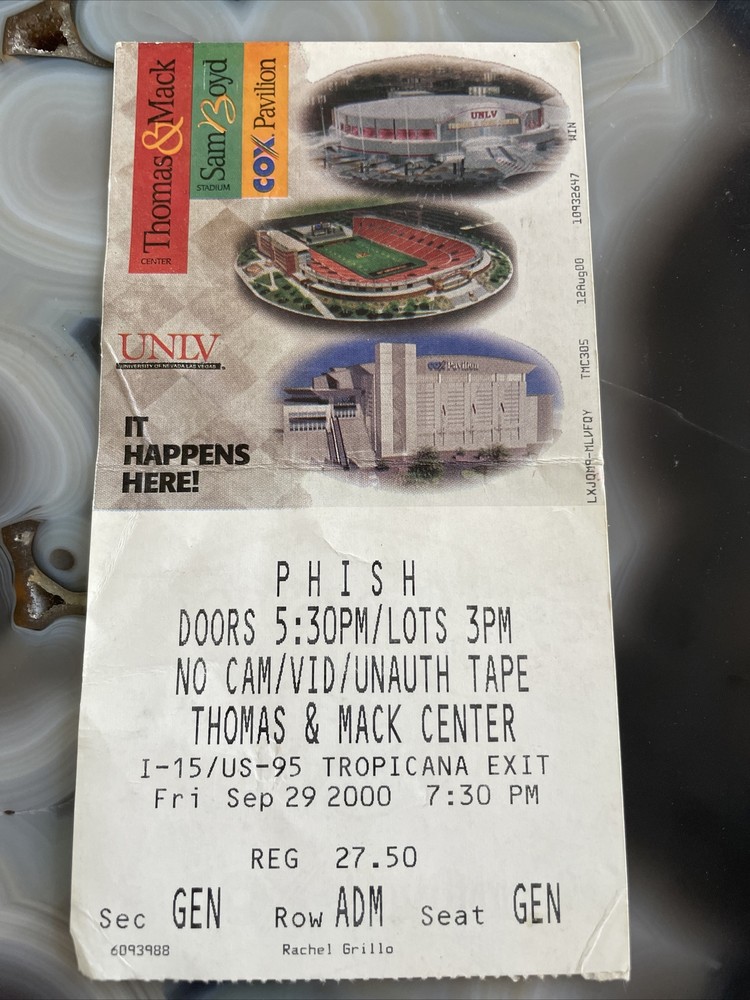 Thomas&Mack
CENTER
Sam Boyd
STADIUM
COX Pavilion
UNLV
UNLV
UNIVERSITY OF NEVADA LAS VEGAS
COX Pavilion
IT
HAPPENS
HERE!
LXJQM9-MLVFQY TMC305 12Aug00 10932647 WIN
PHISH
DOORS 5:30PM/LOTS 3PM
NO CAM/VID/UNAUTH TAPE
THOMAS & MACK CENTER
I-15/US-95 TROPICANA EXIT
Fri Sep 29 2000 7:30 PM
REG 27.50
Sec GEN Row ADM Seat GEN
6093988 Rachel Grillo